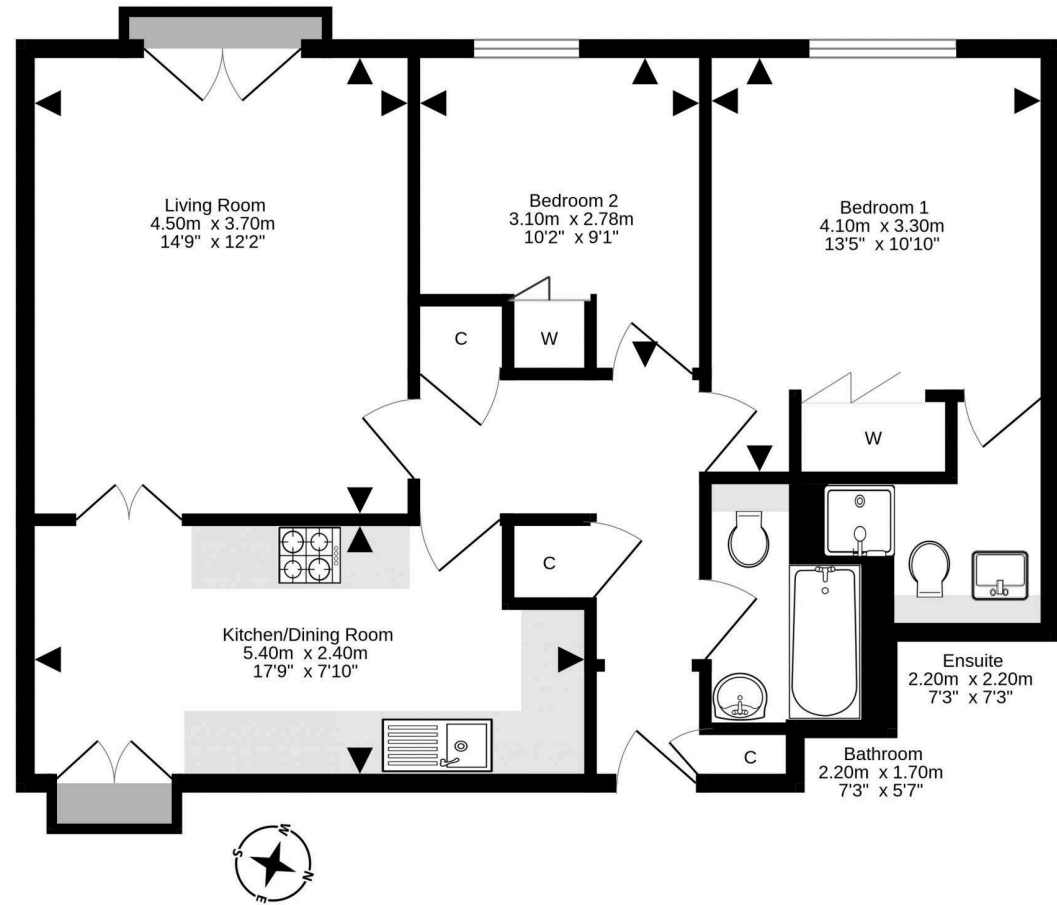 Living Room
4.50m x 3.70m
14'9" x 12'2"
Bedroom 2
3.10m x 2.78m
10'2" x 9'1"
Bedroom 1
4.10m x 3.30m
13'5" x 10'10"
C
W
W
C
Kitchen/Dining Room
5.40m x 2.40m
17'9" x 7'10"
Ensuite
2.20m x 2.20m
7'3" x 7'3"
Bathroom
2.20m x 1.70m
7'3" x 5'7"
C
W
S
N
E